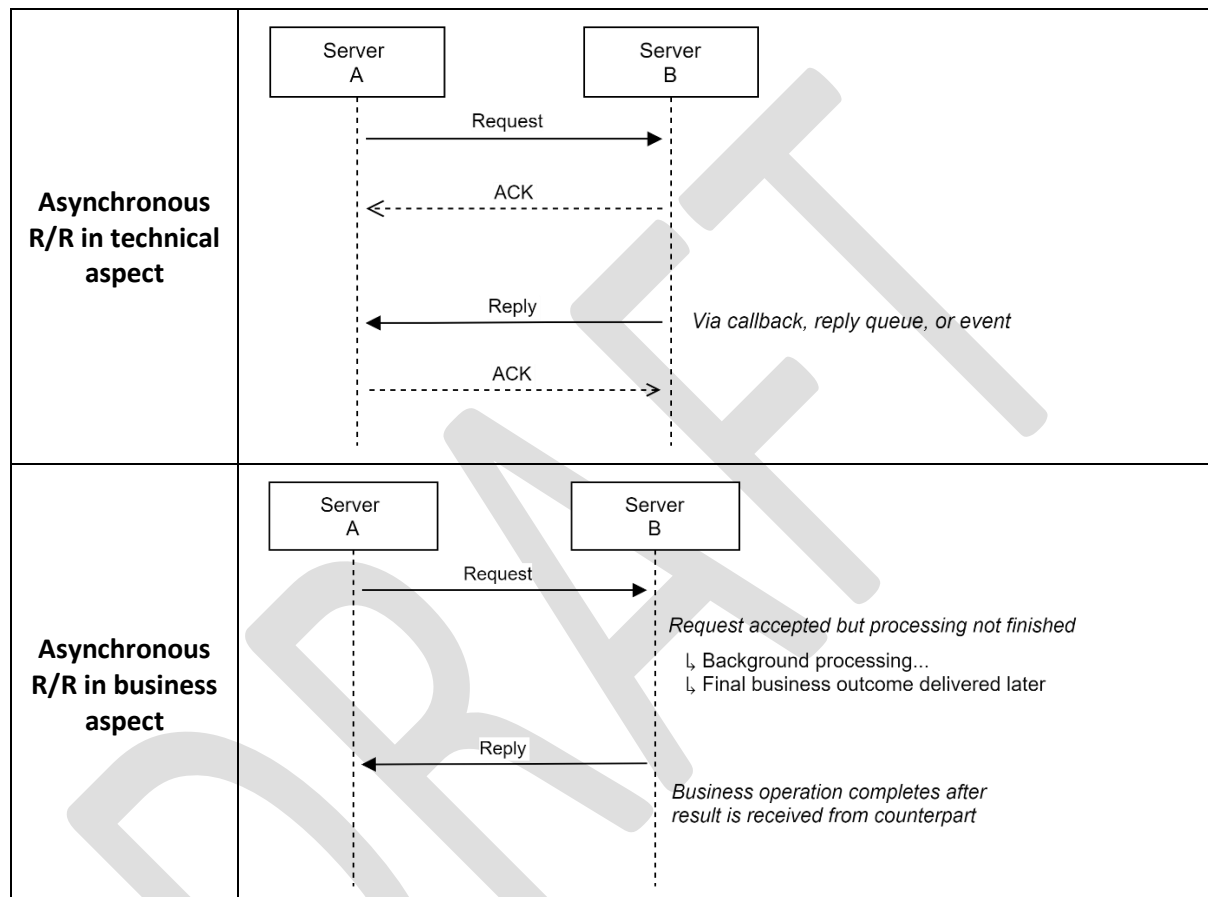 Asynchronous
R/R in technical
aspect
Server
A
Server
B
Request
ACK
Reply
Via callback, reply queue, or event
ACK
Asynchronous
R/R in business
aspect
Server
A
Server
B
Request
Request accepted but processing not finished
↳ Background processing...
↳ Final business outcome delivered later
Reply
Business operation completes after
result is received from counterpart
DRAFT